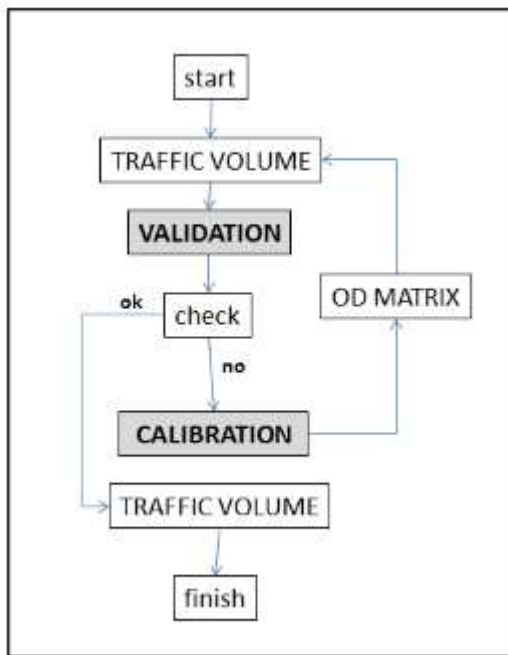 start
TRAFFIC VOLUME
VALIDATION
ok
check
OD MATRIX
no
CALIBRATION
TRAFFIC VOLUME
finish